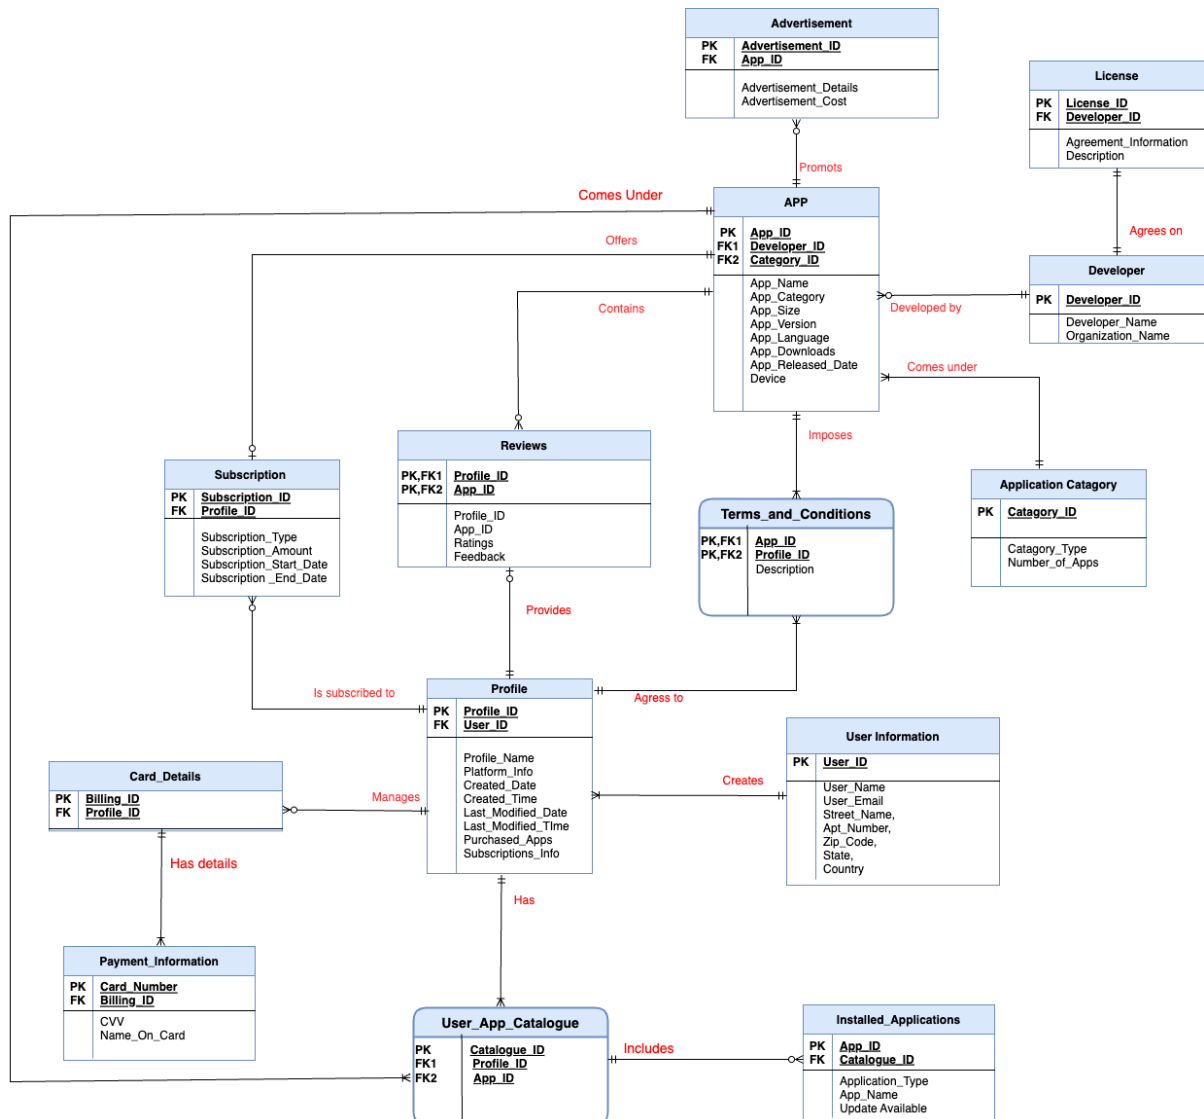 Advertisement
PK Advertisement_ID
FK App_ID
Advertisement_Details
Advertisement_Cost
License
PK License_ID
FK Developer_ID
Agreement_Information
Description
Promots
Comes Under
APP
PK App_ID
FK1 Developer_ID
FK2 Category_ID
App_Name
App_Category
App_Size
App_Version
App_Language
App_Downloads
App_Released_Date
Device
Agrees on
Offers
Developer
PK Developer_ID
Developer_Name
Organization_Name
Contains
Developed by
Comes under
Imposes
Reviews
PK,FK1 Profile_ID
PK,FK2 App_ID
Profile_ID
App_ID
Ratings
Feedback
Subscription
PK Subscription_ID
FK Profile_ID
Subscription_Type
Subscription_Amount
Subscription_Start_Date
Subscription _End_Date
Application Catagory
PK Catagory_ID
Catagory_Type
Number_of_Apps
Terms_and_Conditions
PK,FK1 App_ID
PK,FK2 Profile_ID
Description
Provides
Is subscribed to
Agress to
Profile
PK Profile_ID
FK User_ID
Profile_Name
Platform_Info
Created_Date
Created_Time
Last_Modified_Date
Last_Modified_TIme
Purchased_Apps
Subscriptions_Info
User Information
PK User_ID
User_Name
User_Email
Street_Name,
Apt_Number,
Zip_Code,
State,
Country
Creates
Card_Details
PK Billing_ID
FK Profile_ID
Manages
Has details
Has
Payment_Information
PK Card_Number
FK Billing_ID
CVV
Name_On_Card
User_App_Catalogue
PK Catalogue_ID
FK1 Profile_ID
FK2 App_ID
Includes
Installed_Applications
PK App_ID
FK Catalogue_ID
Application_Type
App_Name
Update Available